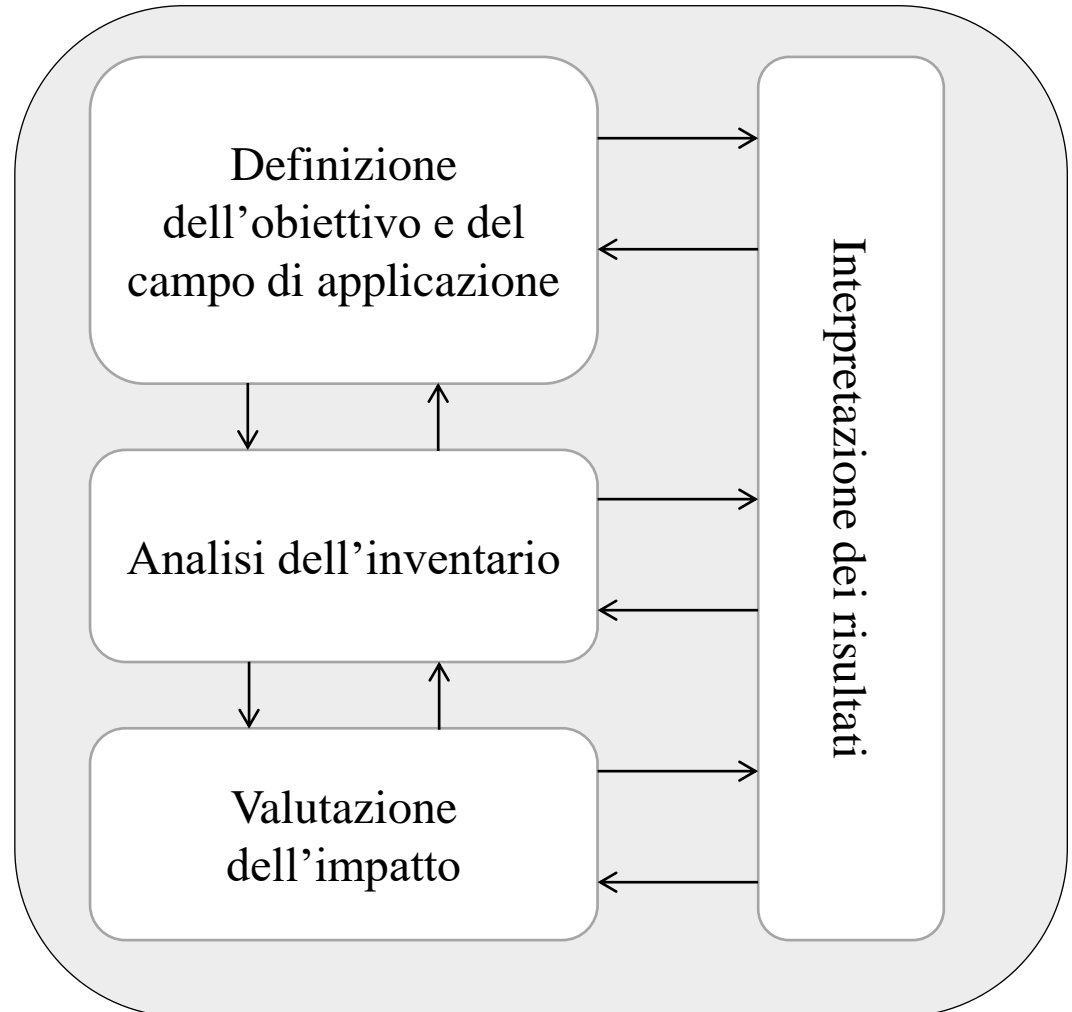 Definizione
dell’obiettivo e del
campo di applicazione
Interpretazione dei risultati
Analisi dell’inventario
Valutazione
dell’impatto